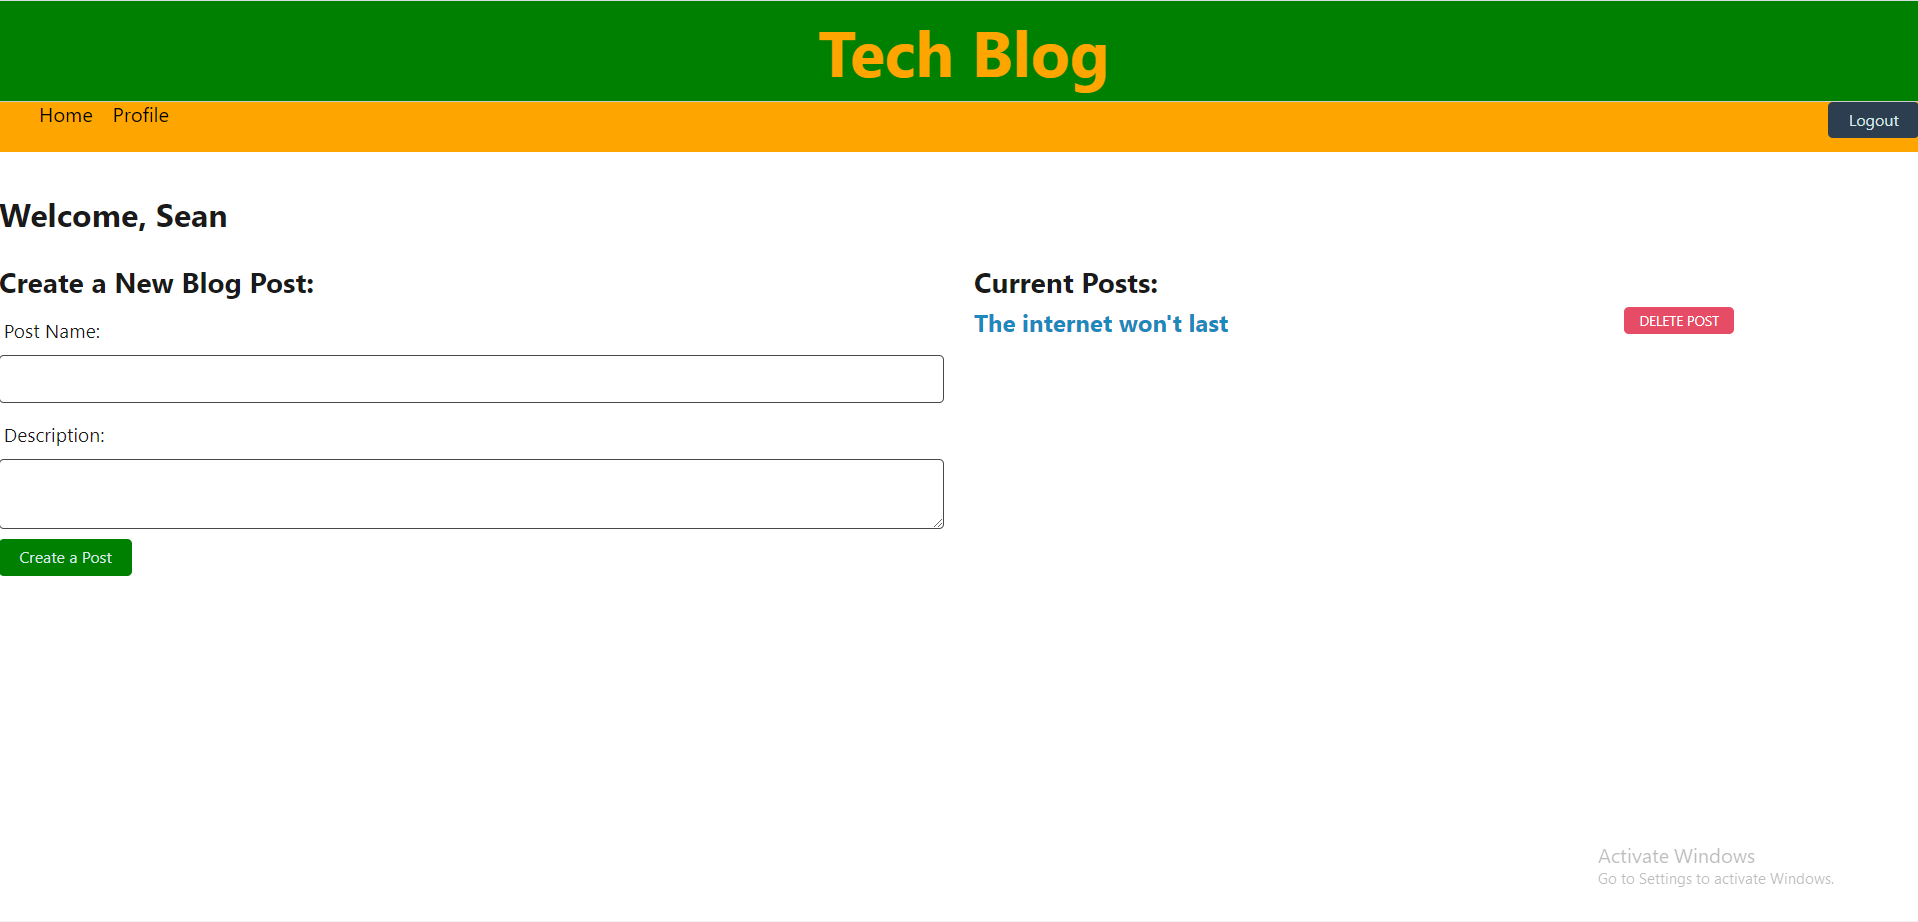 Tech Blog
Home Profile Logout
Welcome, Sean
Create a New Blog Post:
Post Name:
Description:
Create a Post
Current Posts:
The internet won't last DELETE POST
Activate Windows
Go to Settings to activate Windows.